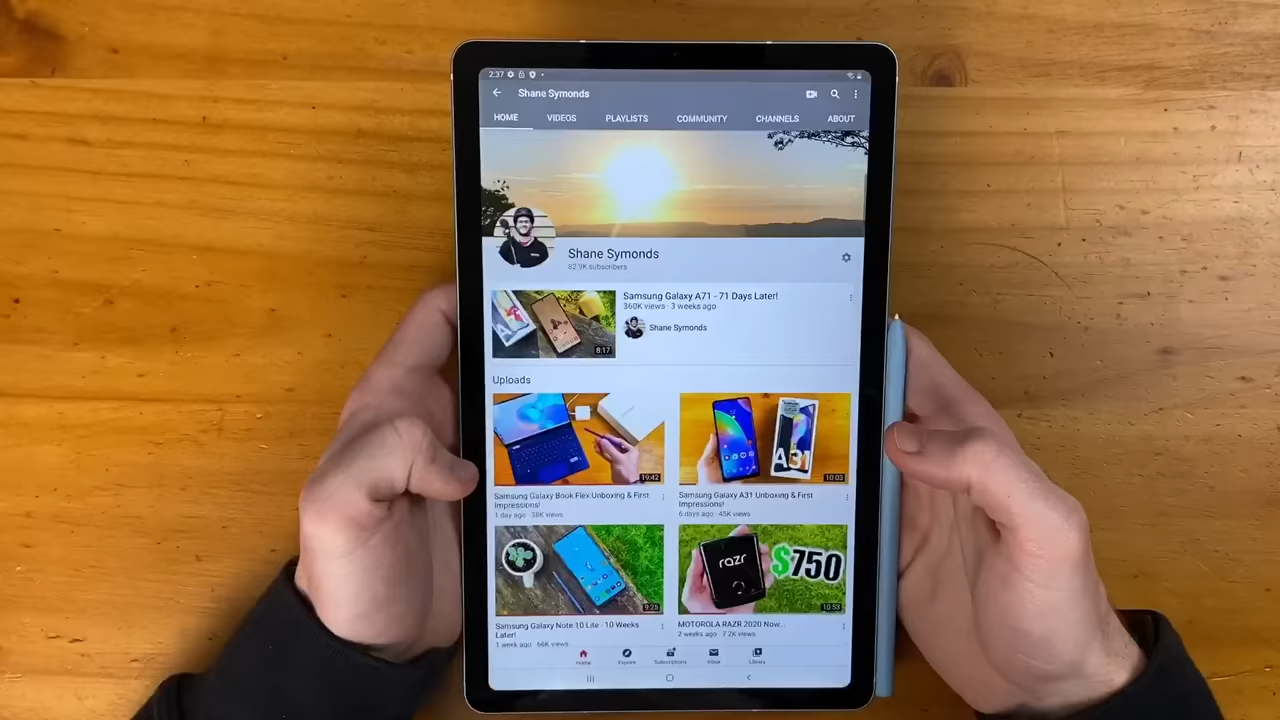 2:37
Shane Symonds
HOME VIDEOS PLAYLISTS COMMUNITY CHANNELS ABOUT
Shane Symonds
82.9K subscribers
Samsung Galaxy A71 - 71 Days Later!
360K views · 3 weeks ago
Shane Symonds
8:17
Uploads
19:42
A31
10:03
Samsung Galaxy Book Flex Unboxing & First
Impressions!
1 day ago · 38K views
Samsung Galaxy A31 Unboxing & First
Impressions!
6 days ago · 45K views
9:25
razr
$750
10:53
Samsung Galaxy Note 10 Lite - 10 Weeks
Later!
1 week ago · 66K views
MOTOROLA RAZR 2020 Now...
2 weeks ago · 7.2K views
Home Explore Subscriptions Inbox Library